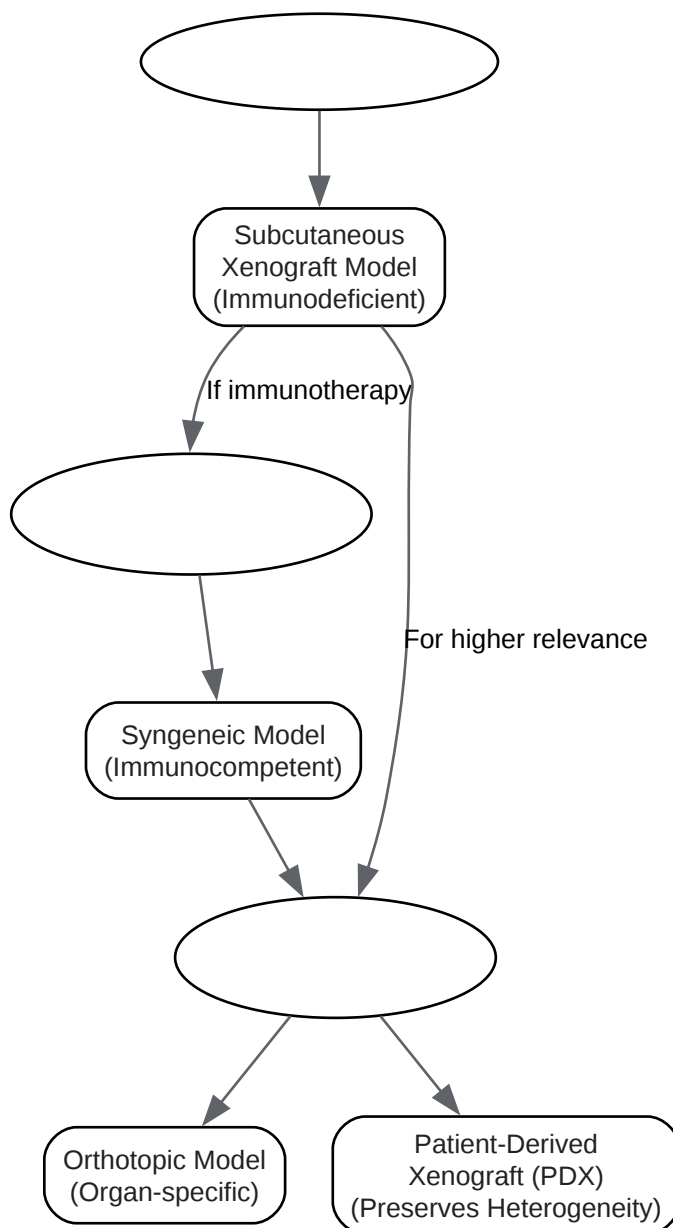 Subcutaneous
Xenograft Model
(Immunodeficient)
If immunotherapy
For higher relevance
Syngeneic Model
(Immunocompetent)
Orthotopic Model
(Organ-specific)
Patient-Derived
Xenograft (PDX)
(Preserves Heterogeneity)